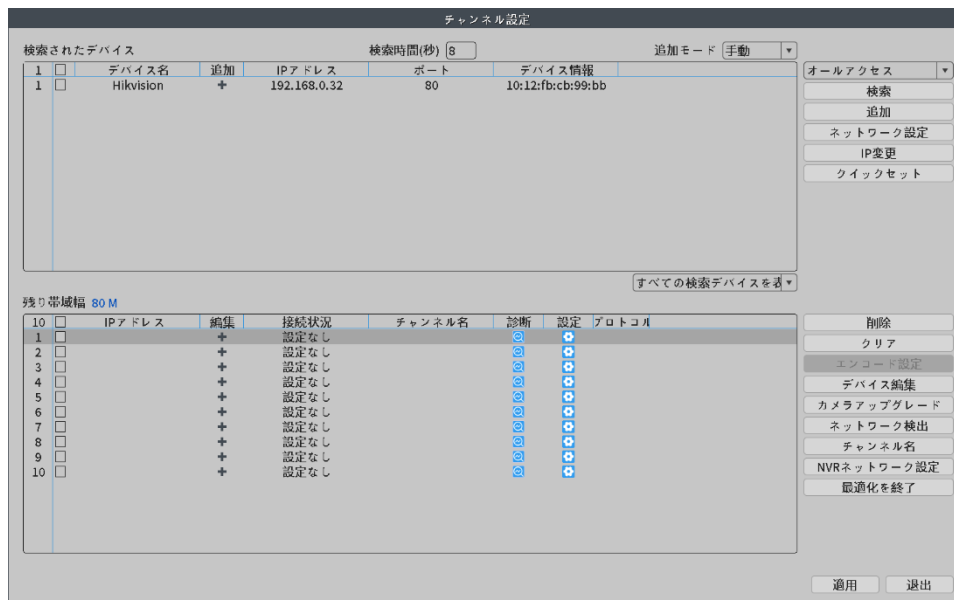 チャンネル設定
検索されたデバイス 検索時間(秒) 8 追加モード 手動
1 デバイス名 追加 IPアドレス ポート デバイス情報
1 Hikvision + 192.168.0.32 80 10:12:fb:cb:99:bb
オールアクセス
検索
追加
ネットワーク設定
IP変更
クイックセット
すべての検索デバイスを表
残り帯域幅 80 M
10 IPアドレス 編集 接続状況 チャンネル名 診断 設定 プロトコル
1 + 設定なし
2 + 設定なし
3 + 設定なし
4 + 設定なし
5 + 設定なし
6 + 設定なし
7 + 設定なし
8 + 設定なし
9 + 設定なし
10 + 設定なし
削除
クリア
エンコード設定
デバイス編集
カメラアップグレード
ネットワーク検出
チャンネル名
NVRネットワーク設定
最適化を終了
適用 退出